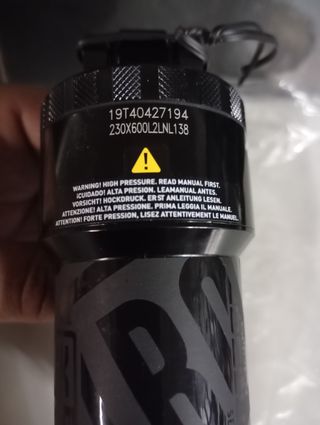 19T40427194
230X600L2LNL138
WARNING! HIGH PRESSURE. READ MANUAL FIRST.
¡CUIDADO! ALTA PRESION. LEAMANUAL ANTES.
VORSICHT! HOCKDRUCK. ERST ANLEITUNG LESEN.
ATTENZIONE! ALTA PRESSIONE. PRIMA LEGGIA IL MANUALE.
ATTENTION! FORTE PRESSION, LISEZ ATTENTIVEMENT LE MANUEL.